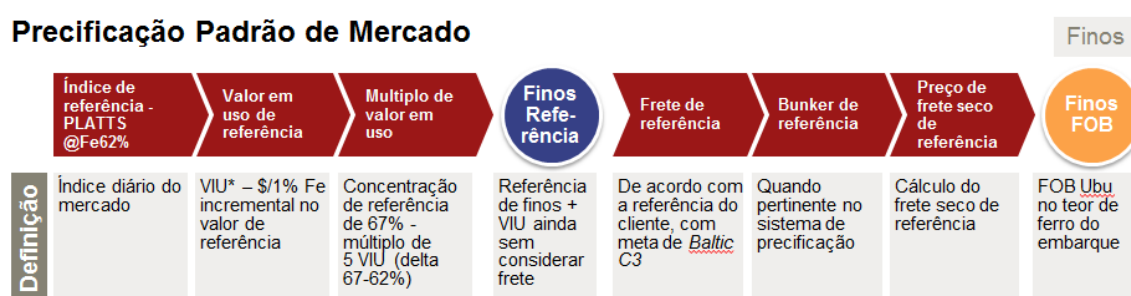 Precificação Padrão de Mercado
Finos
Índice de
referência -
PLATTS
@Fe62%
Valor em
uso de
referência
Multiplo de
valor em
uso
Finos
Refe-
rência
Frete de
referência
Bunker de
referência
Preço de
frete seco
de
referência
Finos
FOB
Definição
Índice diário do
mercado
VIU* – $/1% Fe
incremental no
valor de
referência
Concentração
de referência
de 67% -
múltiplo de
5 VIU (delta
67-62%)
Referência
de finos +
VIU ainda
sem
considerar
frete
De acordo com
a referência do
cliente, com
meta de Baltic
C3
Quando
pertinente no
sistema de
precificação
Cálculo do
frete seco de
referência
FOB Ubu
no teor de
ferro do
embarque